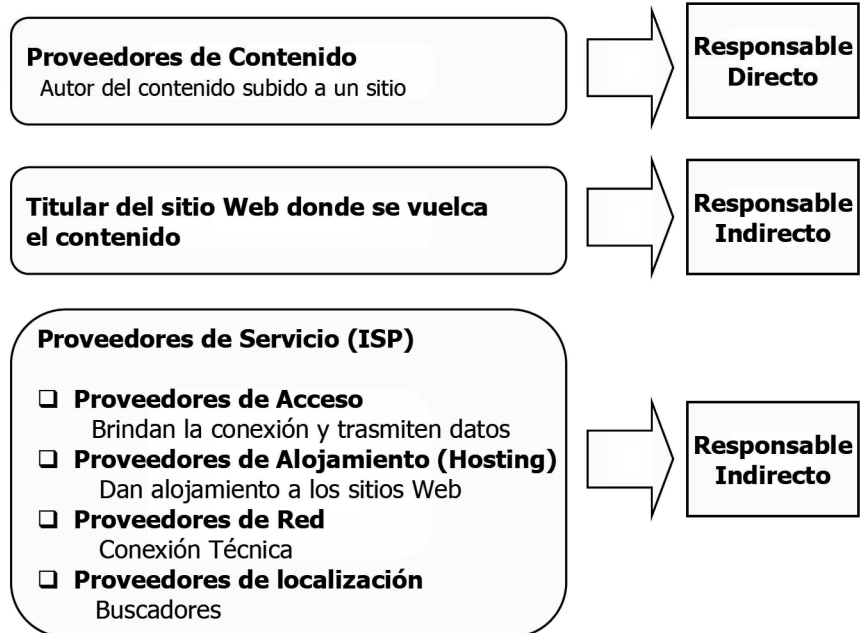 Proveedores de Contenido
Autor del contenido subido a un sitio
Responsable
Directo
Titular del sitio Web donde se vuelca
el contenido
Responsable
Indirecto
Proveedores de Servicio (ISP)
❑ Proveedores de Acceso
Brindan la conexión y trasmiten datos
❑ Proveedores de Alojamiento (Hosting)
Dan alojamiento a los sitios Web
❑ Proveedores de Red
Conexión Técnica
❑ Proveedores de localización
Buscadores
Responsable
Indirecto